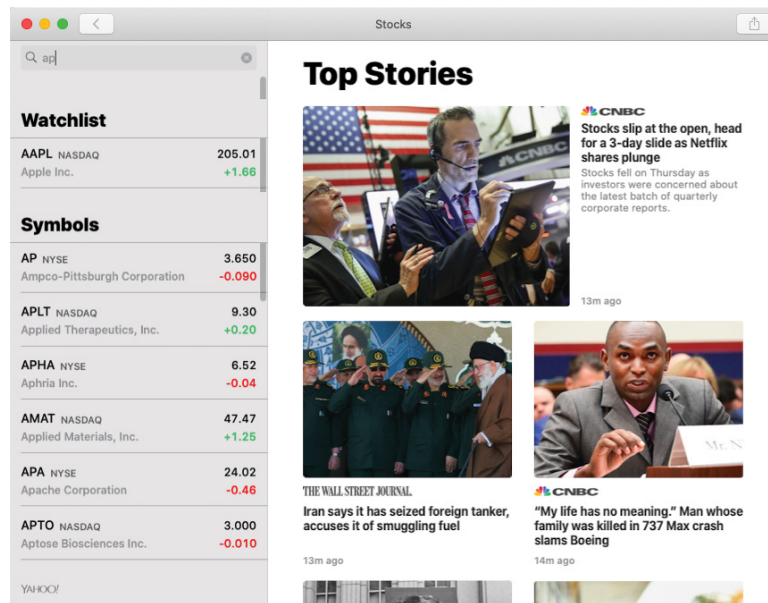 Stocks
ap
Watchlist
AAPL NASDAQ 205.01
Apple Inc. +1.66
Symbols
AP NYSE 3.650
Ampco-Pittsburgh Corporation -0.090
APLT NASDAQ 9.30
Applied Therapeutics, Inc. +0.20
APHA NYSE 6.52
Aphria Inc. -0.04
AMAT NASDAQ 47.47
Applied Materials, Inc. +1.25
APA NYSE 24.02
Apache Corporation -0.46
APTO NASDAQ 3.000
Aptose Biosciences Inc. -0.010
YAHOO!
Top Stories
CNBC
CNBC
Stocks slip at the open, head
for a 3-day slide as Netflix
shares plunge
Stocks fell on Thursday as
investors were concerned about
the latest batch of quarterly
corporate reports.
13m ago
THE WALL STREET JOURNAL.
Iran says it has seized foreign tanker,
accuses it of smuggling fuel
13m ago
Mr. N
CNBC
“My life has no meaning.” Man whose
family was killed in 737 Max crash
slams Boeing
14m ago